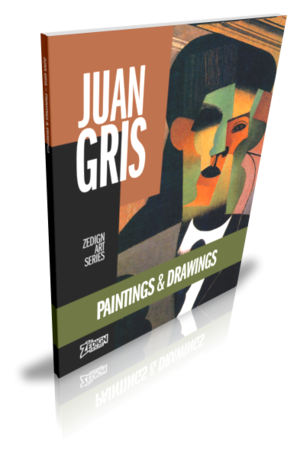 JUAN
GRIS
ZEDIGN
ART
SERIES
PAINTINGS & DRAWINGS
ZEDIGN